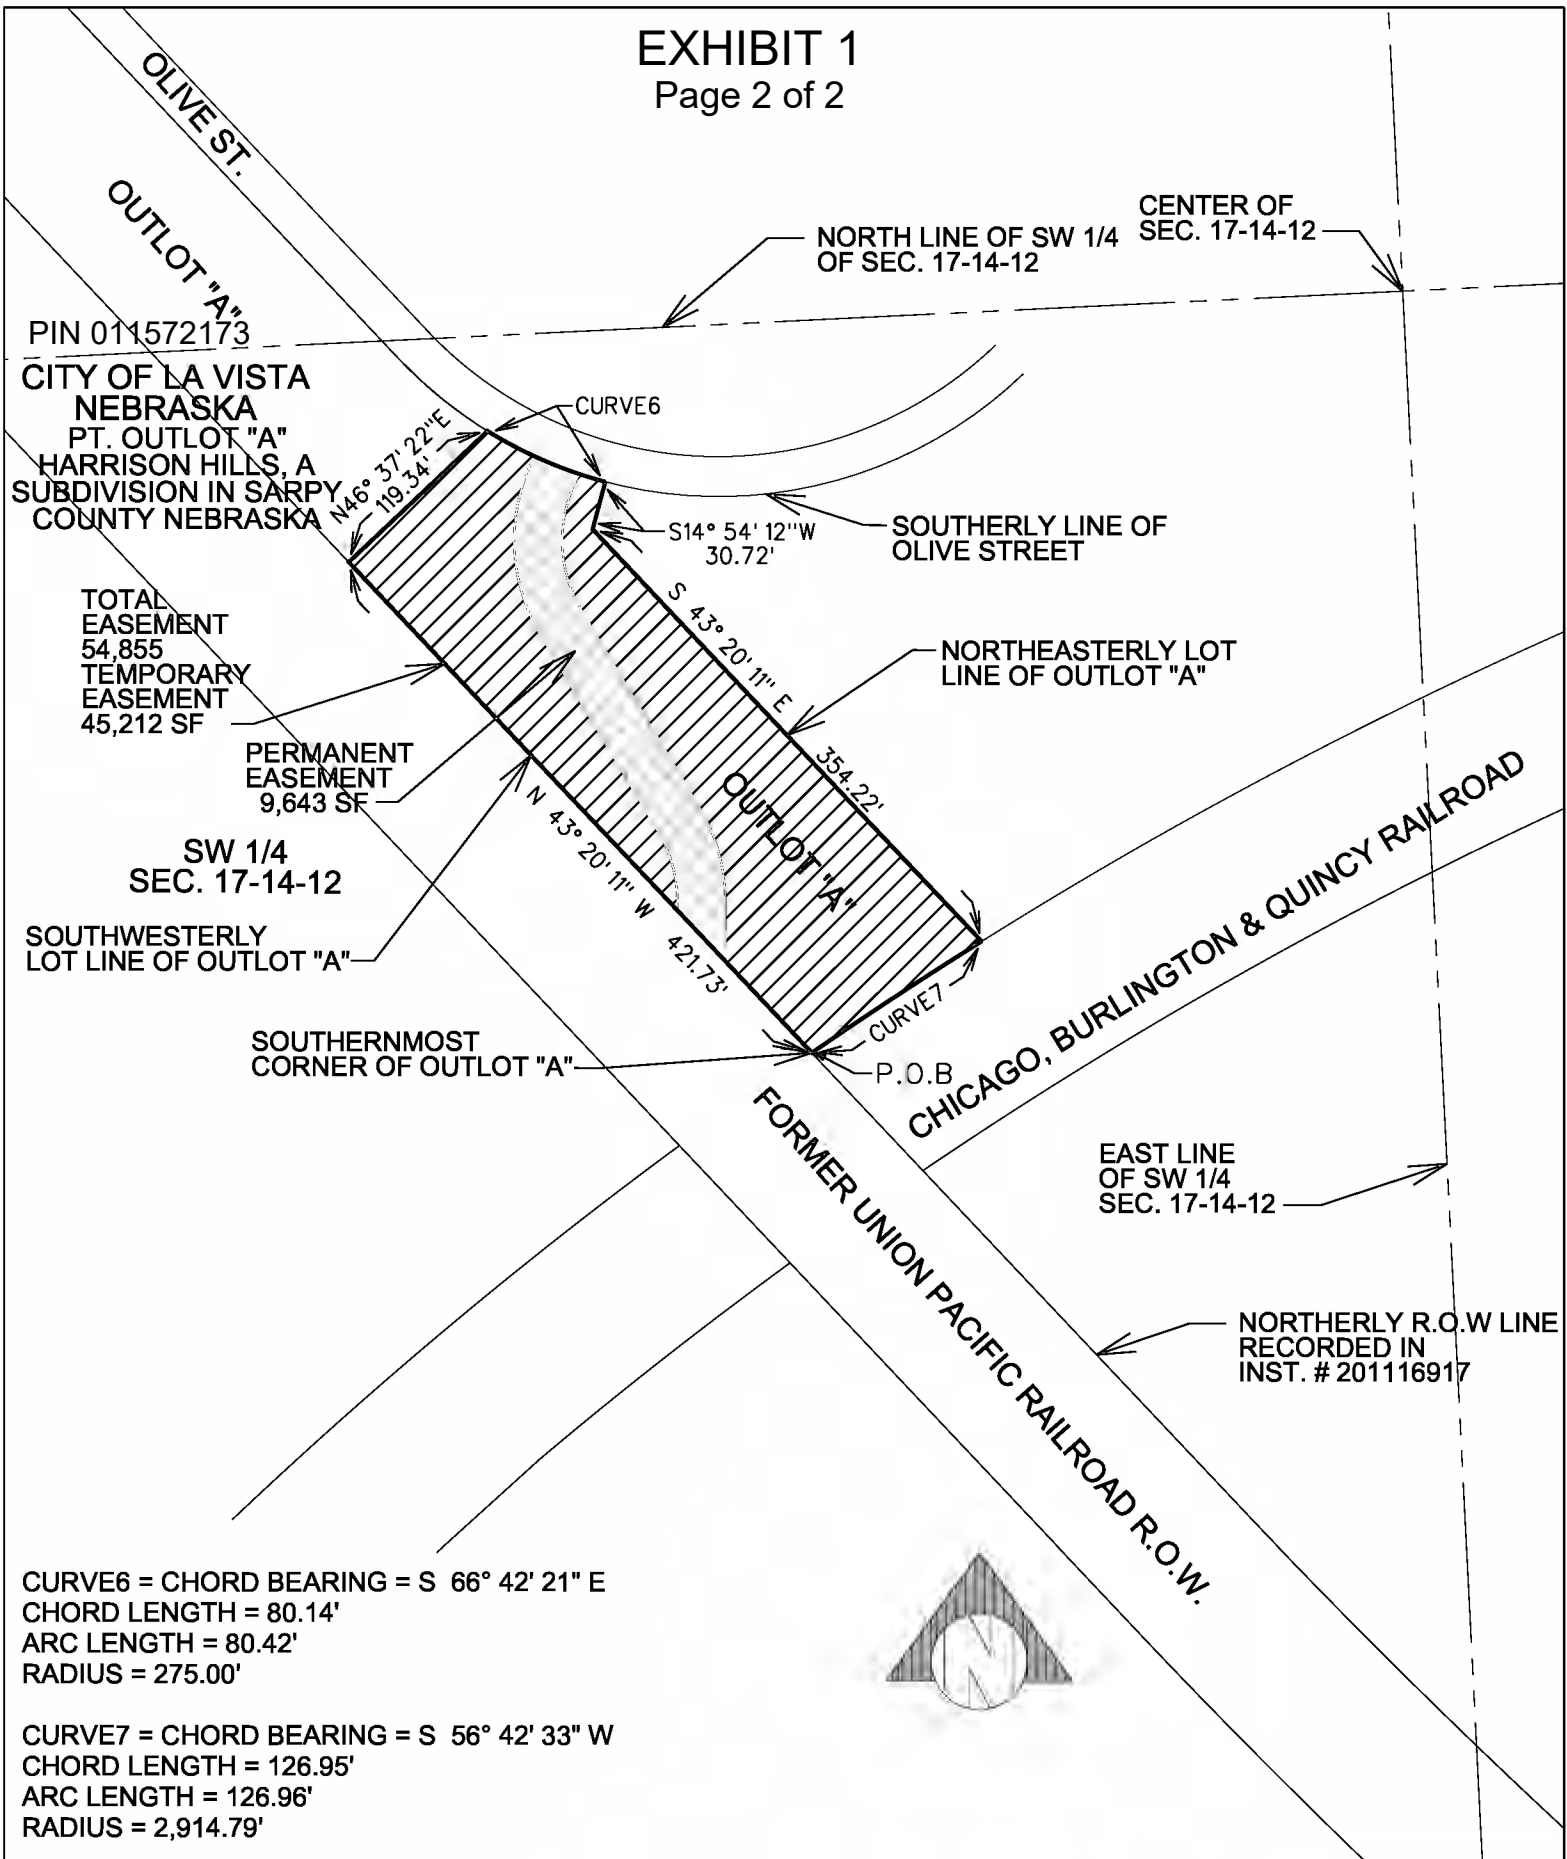 EXHIBIT 1
Page 2 of 2
OLIVE ST.
OUTLOT "A"
NORTH LINE OF SW 1/4
OF SEC. 17-14-12
CENTER OF
SEC. 17-14-12
PIN 011572173
CITY OF LA VISTA
NEBRASKA
PT. OUTLOT "A"
HARRISON HILLS, A
SUBDIVISION IN SARPY
COUNTY NEBRASKA
N46° 37' 22"E
119.34'
CURVE6
S14° 54' 12"W
30.72'
SOUTHERLY LINE OF
OLIVE STREET
TOTAL
EASEMENT
54,855
TEMPORARY
EASEMENT
45,212 SF
S 43° 20' 11" E
354.22'
NORTHEASTERLY LOT
LINE OF OUTLOT "A"
PERMANENT
EASEMENT
9,643 SF
OUTLOT "A"
N 43° 20' 11" W
421.73'
SW 1/4
SEC. 17-14-12
SOUTHWESTERLY
LOT LINE OF OUTLOT "A"
CHICAGO, BURLINGTON & QUINCY RAILROAD
CURVE7
SOUTHERNMOST
CORNER OF OUTLOT "A"
P.O.B
FORMER UNION PACIFIC RAILROAD R.O.W.
EAST LINE
OF SW 1/4
SEC. 17-14-12
NORTHERLY R.O.W LINE
RECORDED IN
INST. # 201116917
CURVE6 = CHORD BEARING = S 66° 42' 21" E
CHORD LENGTH = 80.14'
ARC LENGTH = 80.42'
RADIUS = 275.00'
CURVE7 = CHORD BEARING = S 56° 42' 33" W
CHORD LENGTH = 126.95'
ARC LENGTH = 126.96'
RADIUS = 2,914.79'
N